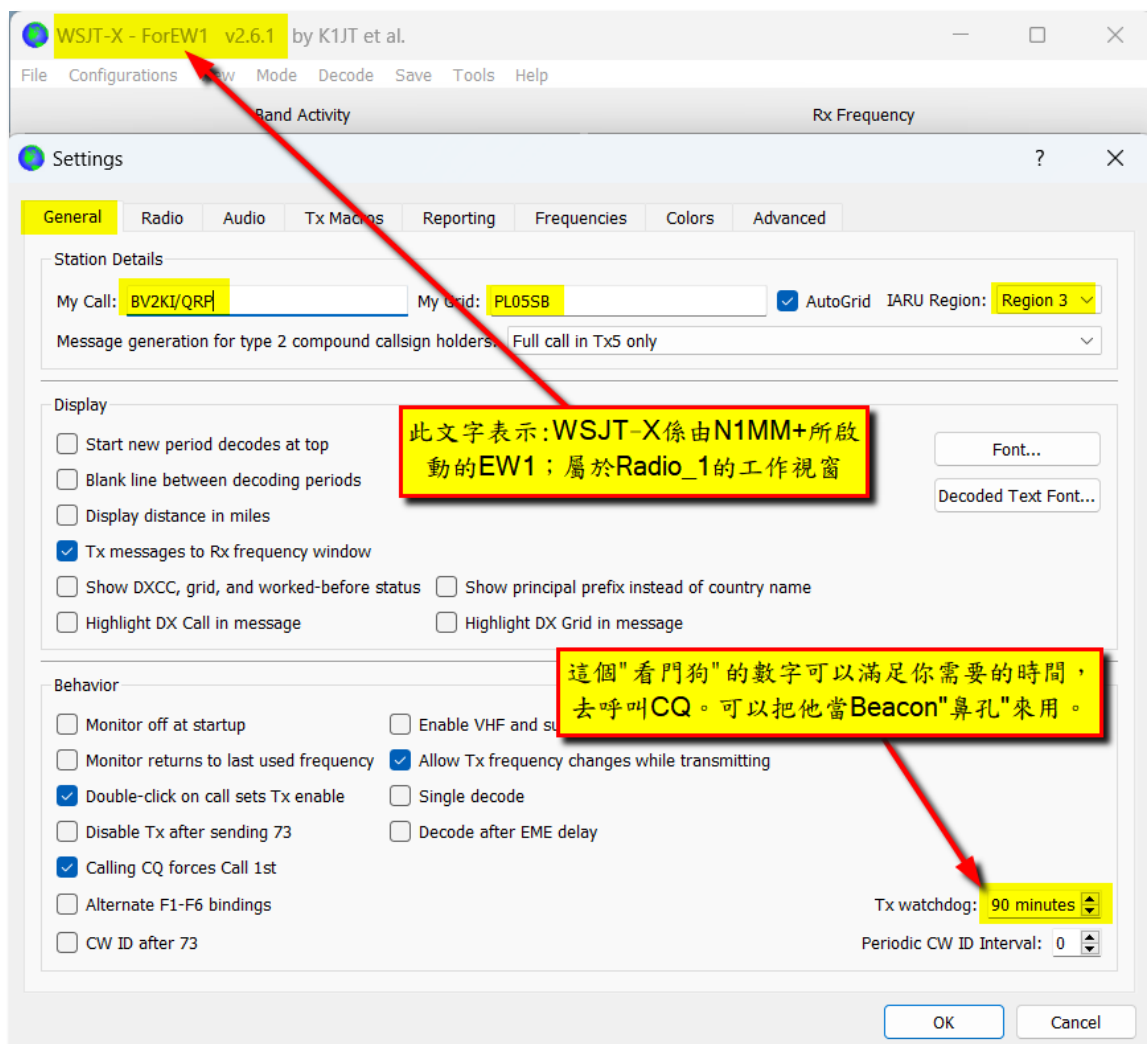 WSJT-X - ForEW1 v2.6.1 by K1JT et al.
File Configurations ew Mode Decode Save Tools Help
Band Activity Rx Frequency
Settings ?
General Radio Audio Tx Macros Reporting Frequencies Colors Advanced
Station Details
My Call: BV2KI/QRP My Grid: PL05SB AutoGrid IARU Region: Region 3
Message generation for type 2 compound callsign holders: Full call in Tx5 only
Display
Start new period decodes at top
Blank line between decoding periods
Display distance in miles
Tx messages to Rx frequency window
Show DXCC, grid, and worked-before status Show principal prefix instead of country name
Highlight DX Call in message Highlight DX Grid in message
Font...
Decoded Text Font...
此文字表示:WSJT-X係由N1MM+所啟
動的EW1；屬於Radio_1的工作視窗
這個"看門狗"的數字可以滿足你需要的時間，
去呼叫CQ。可以把他當Beacon"鼻孔"來用。
Behavior
Monitor off at startup Enable VHF and su
Monitor returns to last used frequency Allow Tx frequency changes while transmitting
Double-click on call sets Tx enable Single decode
Disable Tx after sending 73 Decode after EME delay
Calling CQ forces Call 1st
Alternate F1-F6 bindings Tx watchdog: 90 minutes
CW ID after 73 Periodic CW ID Interval: 0
OK Cancel